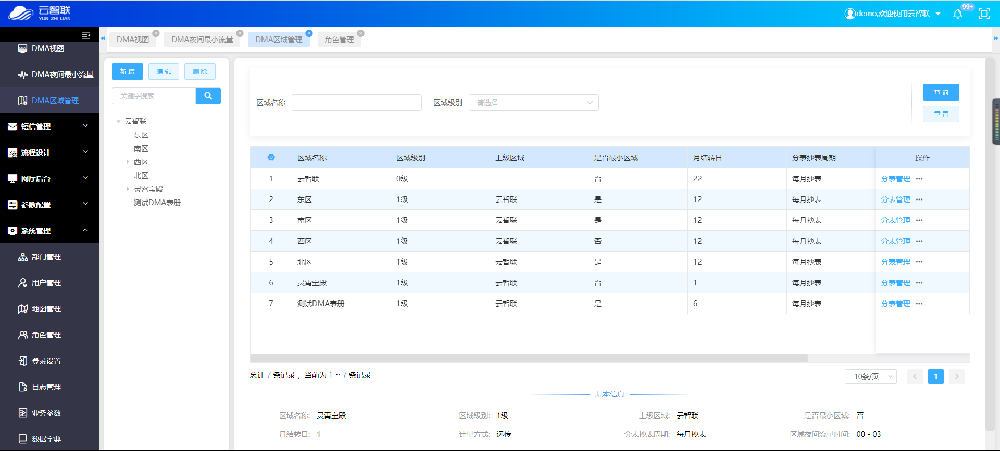 云智联
YUN ZHI LIAN
demo,欢迎使用云智联
99+
DMA视图
DMA夜间最小流量
DMA区域管理
角色管理
DMA视图
DMA夜间最小流量
DMA区域管理
短信管理
流程设计
网厅后台
参数配置
系统管理
部门管理
用户管理
地图管理
角色管理
登录设置
日志管理
业务参数
数据字典
新增 编辑 删除
关键字搜索
云智联
东区
南区
西区
北区
灵霄宝殿
测试DMA表册
区域名称 区域级别 请选择
查询
重置
区域名称 区域级别 上级区域 是否最小区域 月结转日 分表抄表周期 操作
1 云智联 0级 否 22 每月抄表 分表管理 •••
2 东区 1级 云智联 是 12 每月抄表 分表管理 •••
3 南区 1级 云智联 是 12 每月抄表 分表管理 •••
4 西区 1级 云智联 否 12 每月抄表 分表管理 •••
5 北区 1级 云智联 是 12 每月抄表 分表管理 •••
6 灵霄宝殿 1级 云智联 否 1 每月抄表 分表管理 •••
7 测试DMA表册 1级 云智联 是 6 每月抄表 分表管理 •••
总计 7 条记录，当前为 1 ~ 7 条记录
10条/页 < 1 >
基本信息
区域名称: 灵霄宝殿 区域级别: 1级 上级区域: 云智联 是否最小区域: 否
月结转日: 1 计量方式: 远传 分表抄表周期: 每月抄表 区域夜间流量时间: 00 - 03